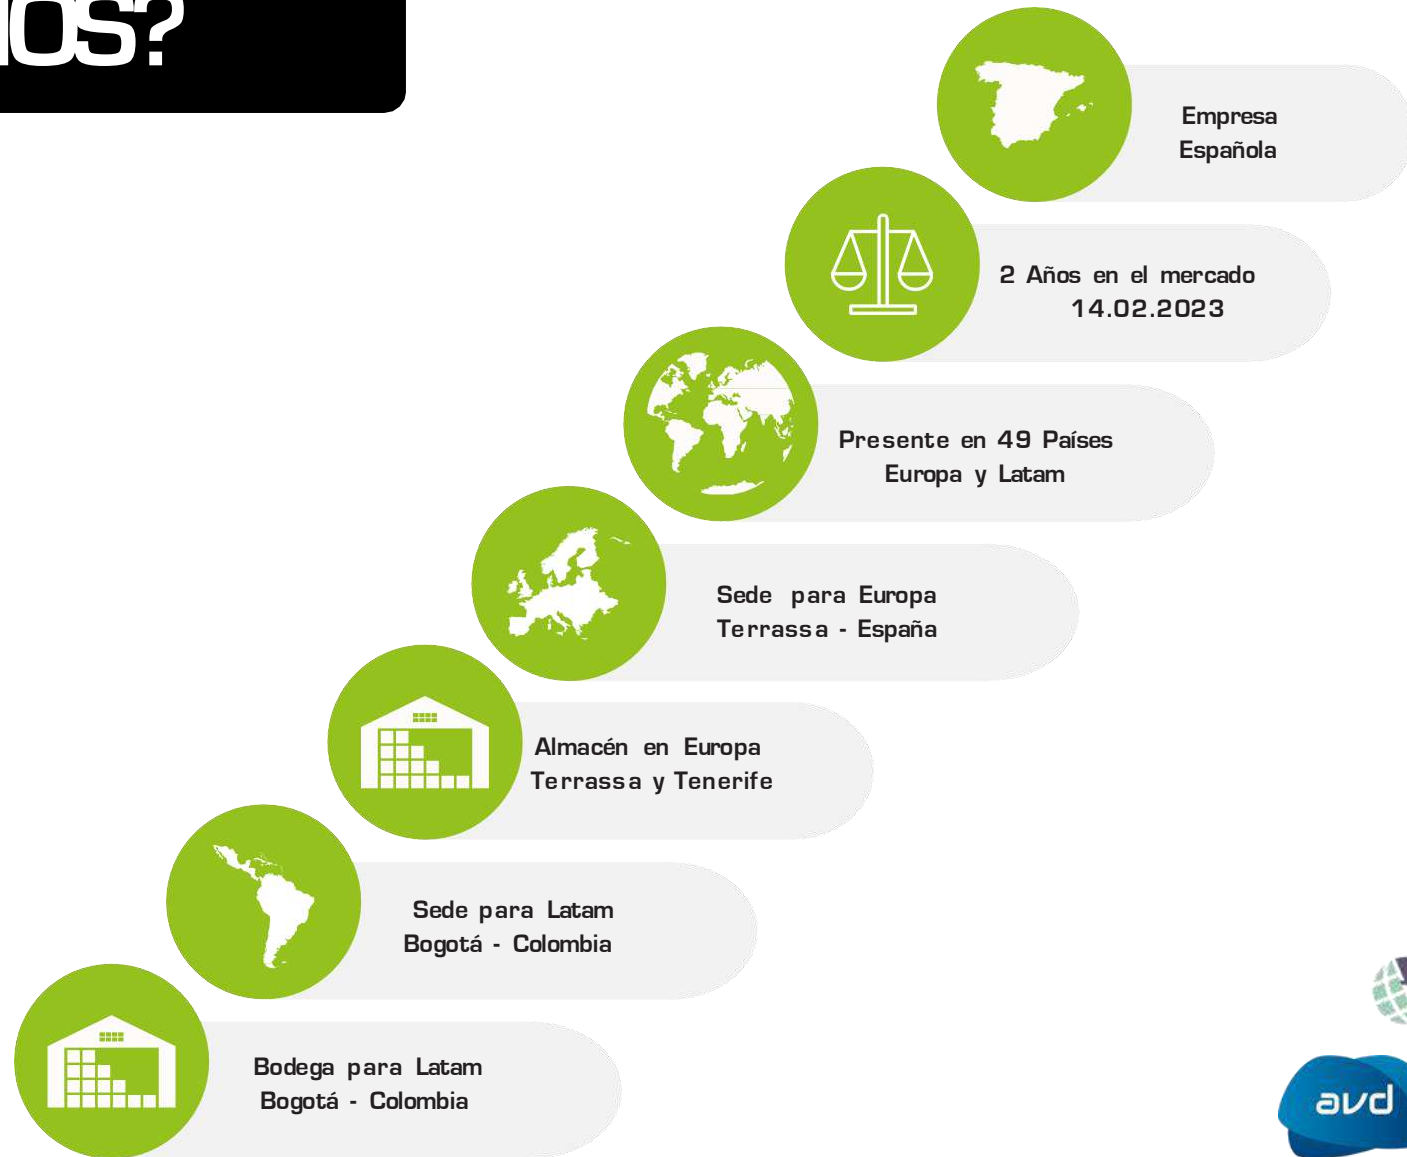 MOS?
Empresa
Española
2 Años en el mercado
14.02.2023
Presente en 49 Países
Europa y Latam
Sede para Europa
Terrassa - España
Almacén en Europa
Terrassa y Tenerife
Sede para Latam
Bogotá - Colombia
Bodega para Latam
Bogotá - Colombia
avd